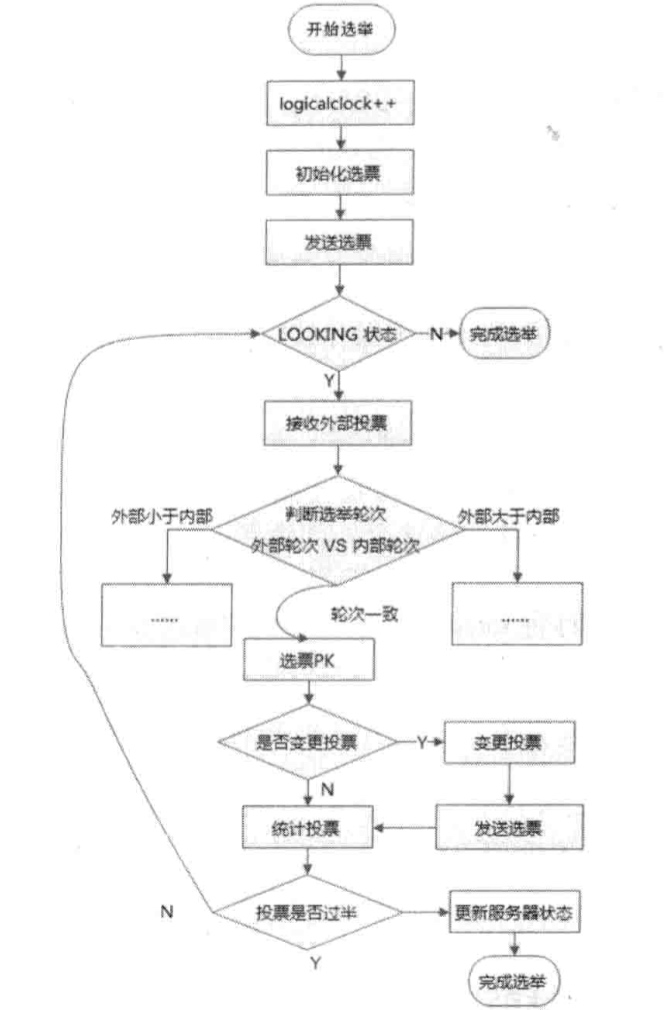 开始选举
logicalclock++
初始化选票
发送选票
LOOKING 状态
N
完成选举
Y
接收外部投票
外部小于内部
判断选举轮次
外部轮次 VS 内部轮次
外部大于内部
......
......
轮次一致
选票PK
是否变更投票
Y
变更投票
N
统计投票
发送选票
N
投票是否过半
更新服务器状态
Y
完成选举